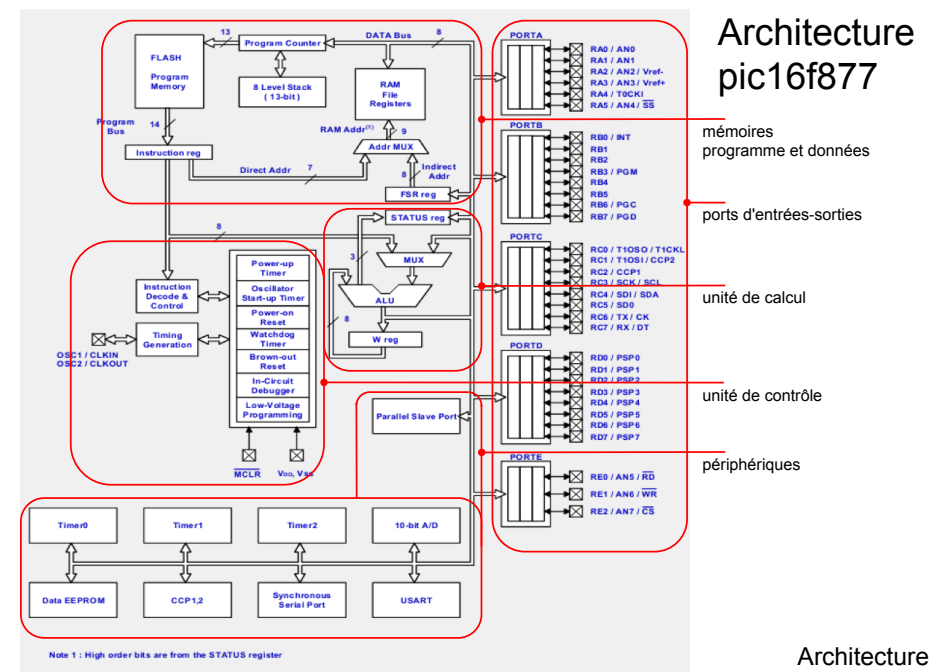 Architecture
pic16f877
13
Program Counter
DATA Bus
8
FLASH
Program
Memory
8 Level Stack
( 13-bit )
RAM
File
Registers
Program
Bus
14
RAM Addr(1)
9
Instruction reg
Addr MUX
Direct Addr
7
8
Indirect
Addr
FSR reg
8
STATUS reg
3
MUX
ALU
8
W reg
Power-up
Timer
Instruction
Decode &
Control
Oscillator
Start-up Timer
Power-on
Reset
Timing
Generation
Watchdog
Timer
OSC1 / CLKIN
OSC2 / CLKOUT
Brown-out
Reset
In-Circuit
Debugger
Low-Voltage
Programming
MCLR
VDD, VSS
Parallel Slave Port
Timer0
Timer1
Timer2
10-bit A/D
Data EEPROM
CCP1,2
Synchronous
Serial Port
USART
PORTA
RA0 / AN0
RA1 / AN1
RA2 / AN2 / Vref-
RA3 / AN3 / Vref+
RA4 / T0CKI
RA5 / AN4 / SS
PORTB
RB0 / INT
RB1
RB2
RB3 / PGM
RB4
RB5
RB6 / PGC
RB7 / PGD
PORTC
RC0 / T1OSO / T1CKL
RC1 / T1OSI / CCP2
RC2 / CCP1
RC3 / SCK / SCL
RC4 / SDI / SDA
RC5 / SD0
RC6 / TX / CK
RC7 / RX / DT
PORTD
RD0 / PSP0
RD1 / PSP1
RD2 / PSP2
RD3 / PSP3
RD4 / PSP4
RD5 / PSP5
RD6 / PSP6
RD7 / PSP7
PORTE
RE0 / AN5 / RD
RE1 / AN6 / WR
RE2 / AN7 / CS
mémoires
programme et données
ports d'entrées-sorties
unité de calcul
unité de contrôle
périphériques
Note 1 : High order bits are from the STATUS register
Architecture